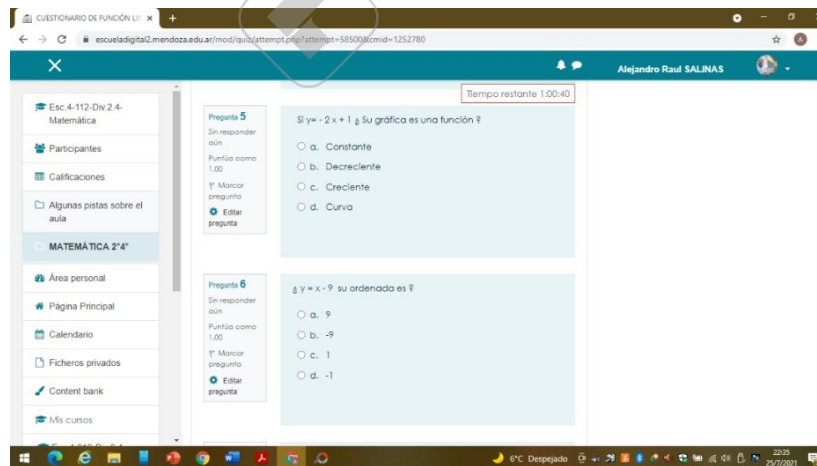 CUESTIONARIO DE FUNCIÓN LIN
escueladigital2.mendoza.edu.ar/mod/quiz/attempt.php?attempt=58500&cmid=1252780
Alejandro Raul SALINAS
Tiempo restante 1:00:40
Esc.4-112-Div.2 4-
Matemática
Participantes
Calificaciones
Algunas pistas sobre el
aula
MATEMÁTICA 2°4°
Área personal
Página Principal
Calendario
Ficheros privados
Content bank
Mis cursos
Pregunta 5
Sin responder
aún
Puntúa como
1,00
Marcar
pregunta
Editar
pregunta
Si y= - 2 x + 1 ¿ Su gráfica es una función ?
a. Constante
b. Decreciente
c. Creciente
d. Curva
Pregunta 6
Sin responder
aún
Puntúa como
1,00
Marcar
pregunta
Editar
pregunta
¿ y = x - 9 su ordenada es ?
a. 9
b. -9
c. 1
d. -1
6°C Despejado
22:35
25/7/2021